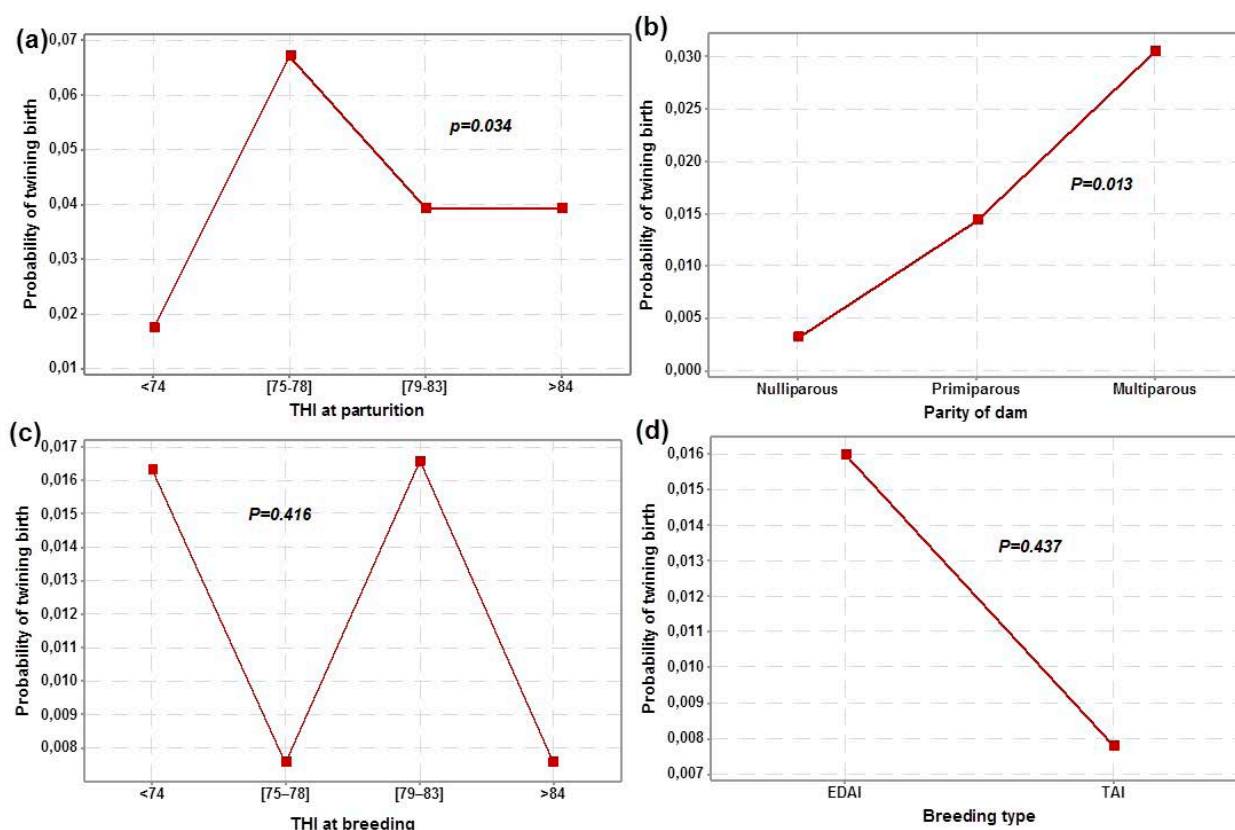 (a)
Probability of twining birth
0,07
0,06
0,05
0,04
0,03
0,02
0,01
p=0.034
<74
[75-78]
[79-83]
>84
THI at parturition
(b)
Probability of twining birth
0,030
0,025
0,020
0,015
0,010
0,005
0,000
P=0.013
Nulliparous
Primiparous
Multiparous
Parity of dam
(c)
Probability of twining birth
0,017
0,016
0,015
0,014
0,013
0,012
0,011
0,010
0,009
0,008
P=0.416
<74
[75–78]
[79–83]
>84
THI at breeding
(d)
Probability of twining birth
0,016
0,015
0,014
0,013
0,012
0,011
0,010
0,009
0,008
0,007
P=0.437
EDAI
TAI
Breeding type